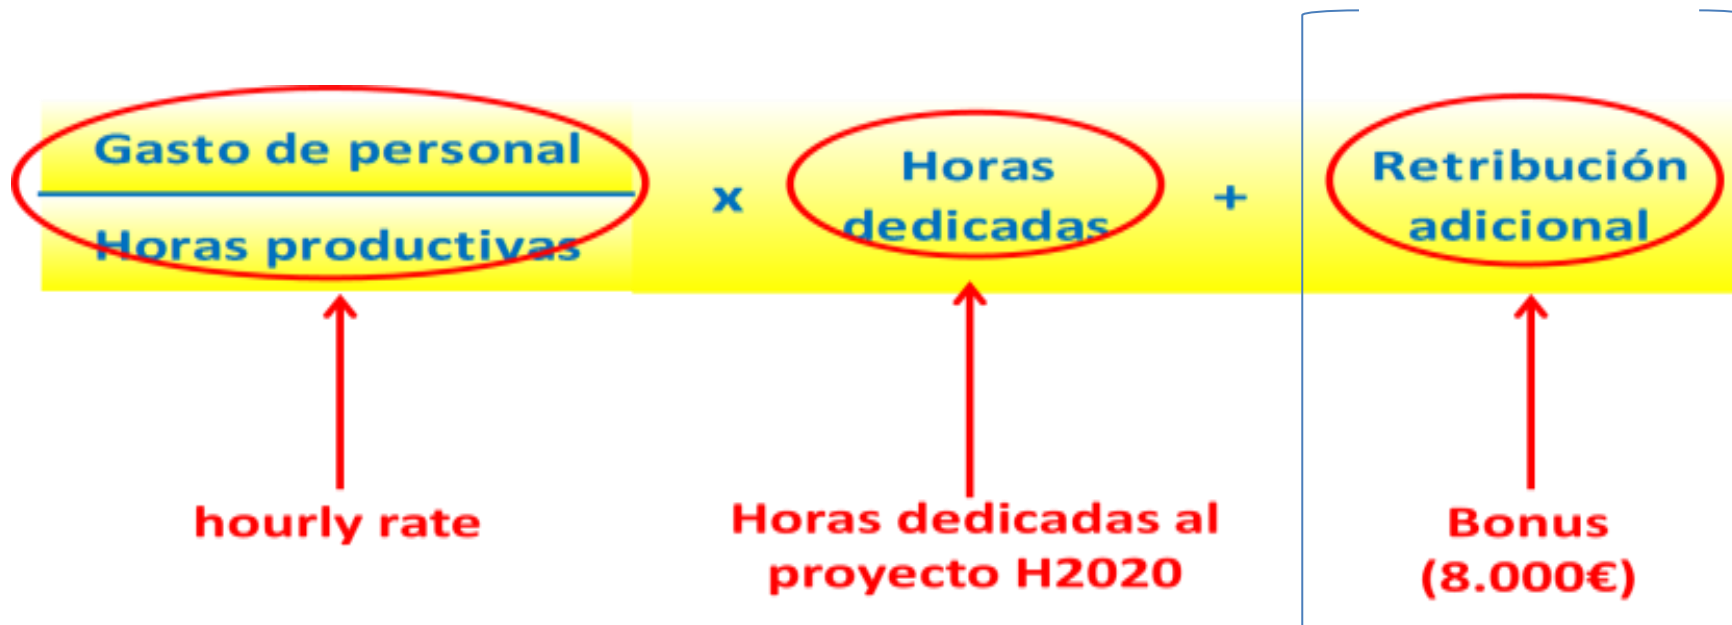 Gasto de personal
Horas productivas
x
Horas
dedicadas
+
Retribución
adicional
hourly rate
Horas dedicadas al
proyecto H2020
Bonus
(8.000€)